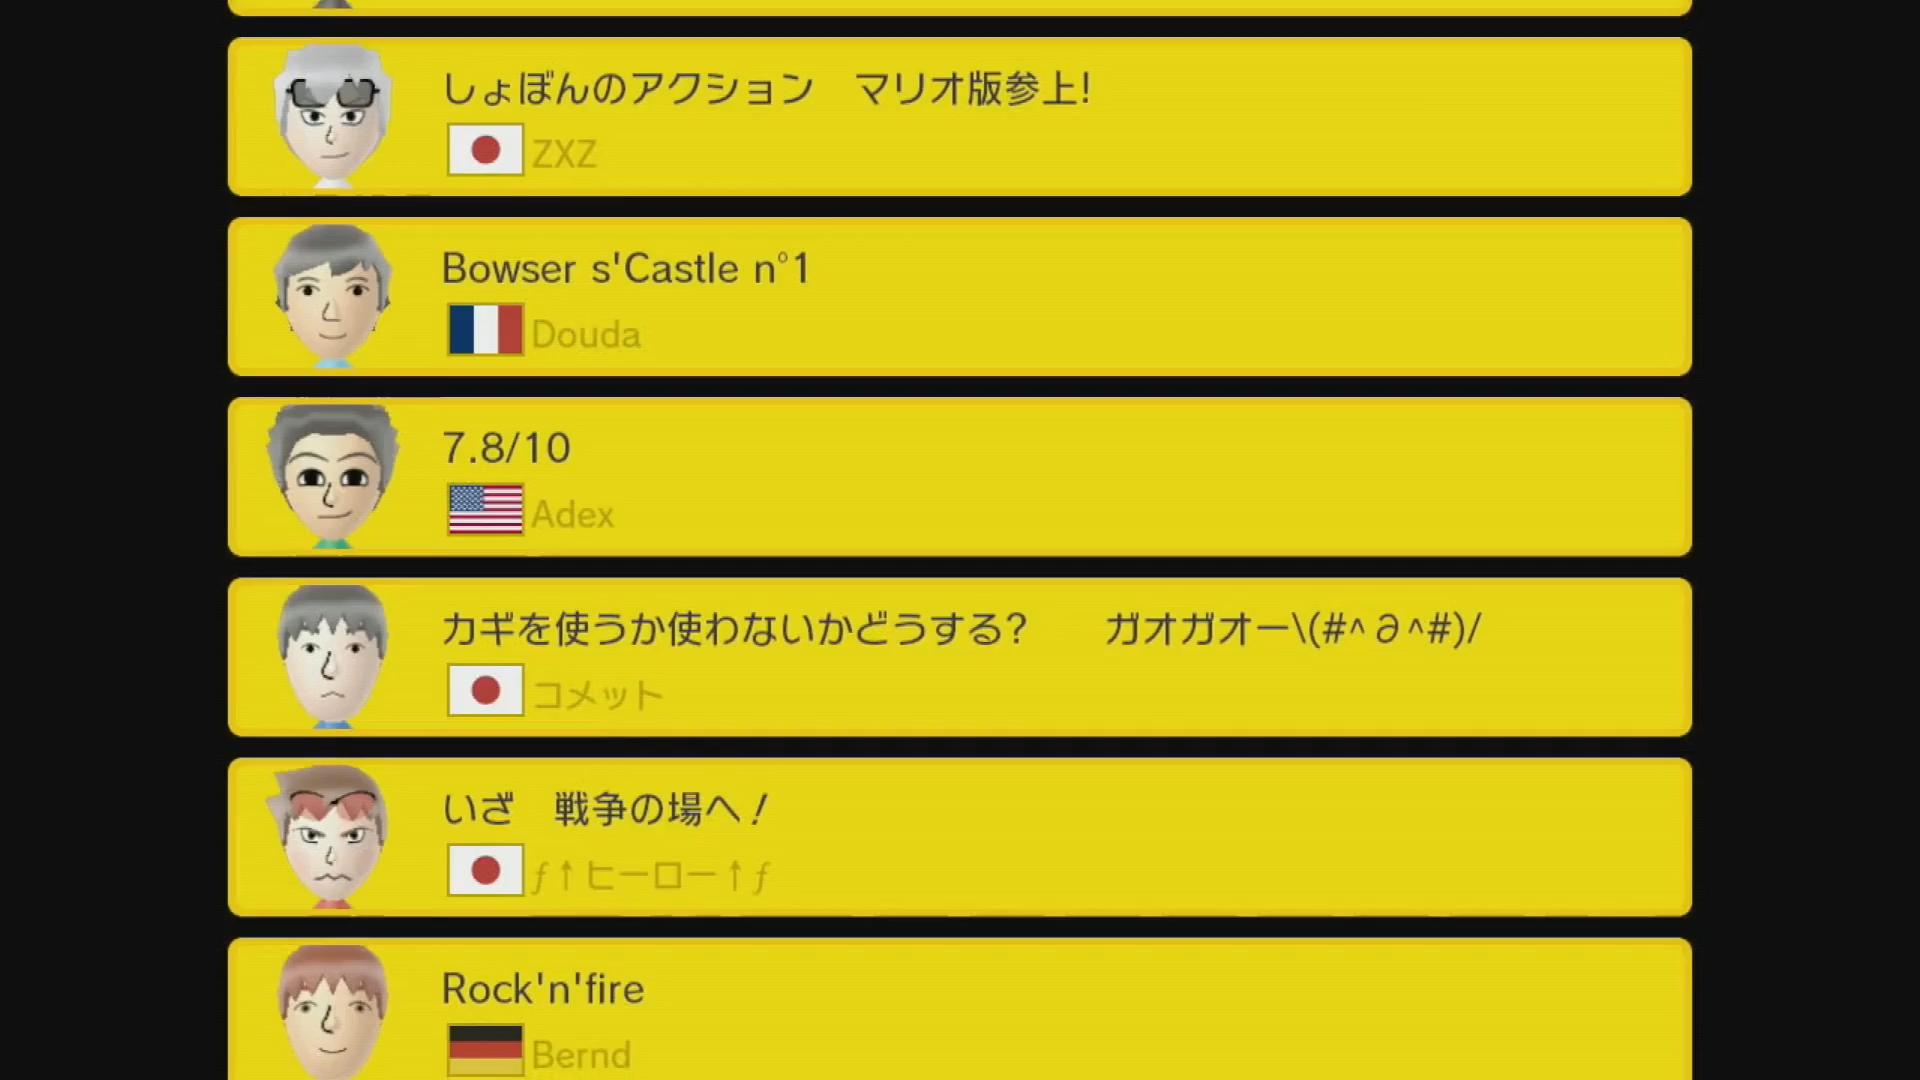 しょぼんのアクション　マリオ版参上!
ZXZ
Bowser s'Castle n°1
Douda
7.8/10
Adex
カギを使うか使わないかどうする?　　ガオガオー\(#^∂^#)/
コメット
いざ　戦争の場へ！
ƒ↑ヒーロー↑ƒ
Rock'n'fire
Bernd